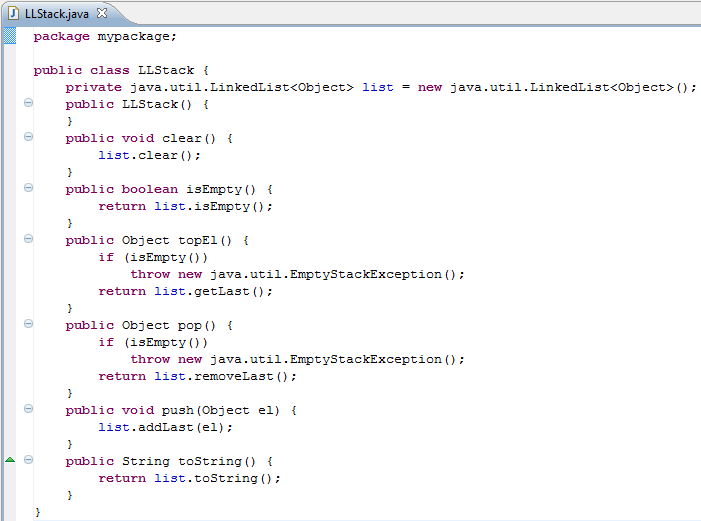 LLStack.java
package mypackage;
public class LLStack {
    private java.util.LinkedList<Object> list = new java.util.LinkedList<Object>();
    public LLStack() {
    }
    public void clear() {
        list.clear();
    }
    public boolean isEmpty() {
        return list.isEmpty();
    }
    public Object topEl() {
        if (isEmpty())
            throw new java.util.EmptyStackException();
        return list.getLast();
    }
    public Object pop() {
        if (isEmpty())
            throw new java.util.EmptyStackException();
        return list.removeLast();
    }
    public void push(Object el) {
        list.addLast(el);
    }
    public String toString() {
        return list.toString();
    }
}